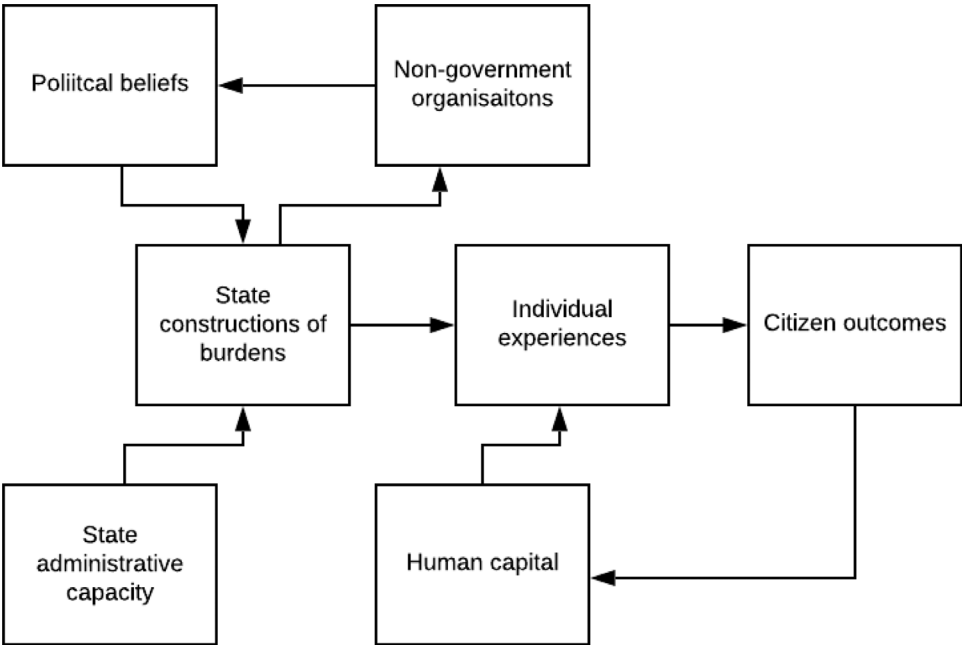 Poliitcal beliefs
Non-government
organisaitons
State
constructions of
burdens
Individual
experiences
Citizen outcomes
State
administrative
capacity
Human capital